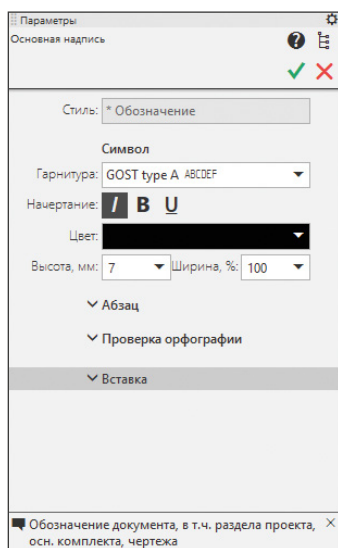 Параметры
Основная надпись
Стиль: * Обозначение
Символ
Гарнитура: GOST type A ABCDEF
Начертание: I B U
Цвет:
Высота, мм: 7 Ширина, %: 100
Абзац
Проверка орфографии
Вставка
Обозначение документа, в т.ч. раздела проекта,
осн. комплекта, чертежа